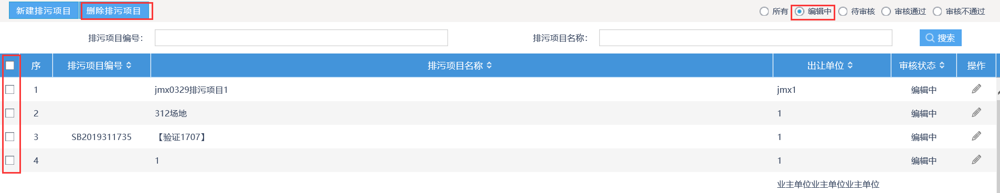 新建排污项目 删除排污项目 所有 编辑中 待审核 审核通过 审核不通过
排污项目编号： 排污项目名称： 搜索
序 排污项目编号 排污项目名称 出让单位 审核状态 操作
1 jmx0329排污项目1 jmx1 编辑中
2 312场地 1 编辑中
3 SB2019311735 【验证1707】 1 编辑中
4 1 1 编辑中
业主单位业主单位业主单位